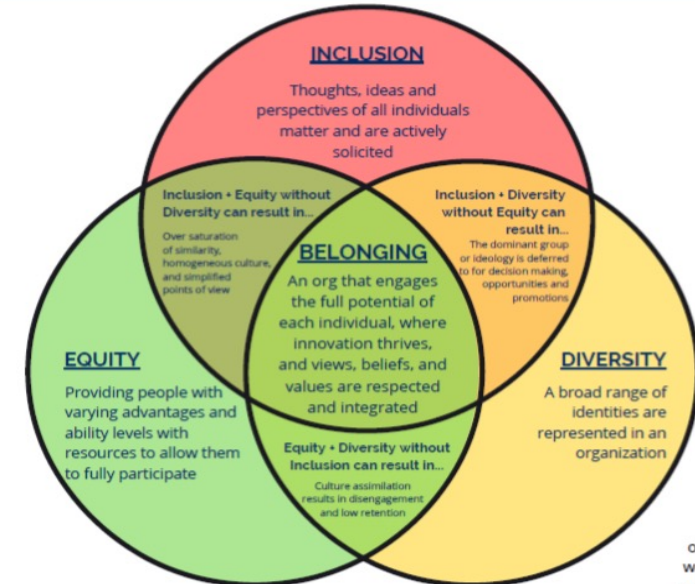 INCLUSION
Thoughts, ideas and
perspectives of all individuals
matter and are actively
solicited
Inclusion + Equity without
Diversity can result in...
Over saturation
of similarity,
homogeneous culture,
and simplified
points of view
Inclusion + Diversity
without Equity can
result in...
The dominant group
or ideology is deferred
to for decision making,
opportunities and
promotions
BELONGING
An org that engages
the full potential of
each individual, where
innovation thrives,
and views, beliefs, and
values are respected
and integrated
EQUITY
Providing people with
varying advantages and
ability levels with
resources to allow them
to fully participate
DIVERSITY
A broad range of
identities are
represented in an
organization
Equity + Diversity without
Inclusion can result in...
Culture assimilation
results in disengagement
and low retention